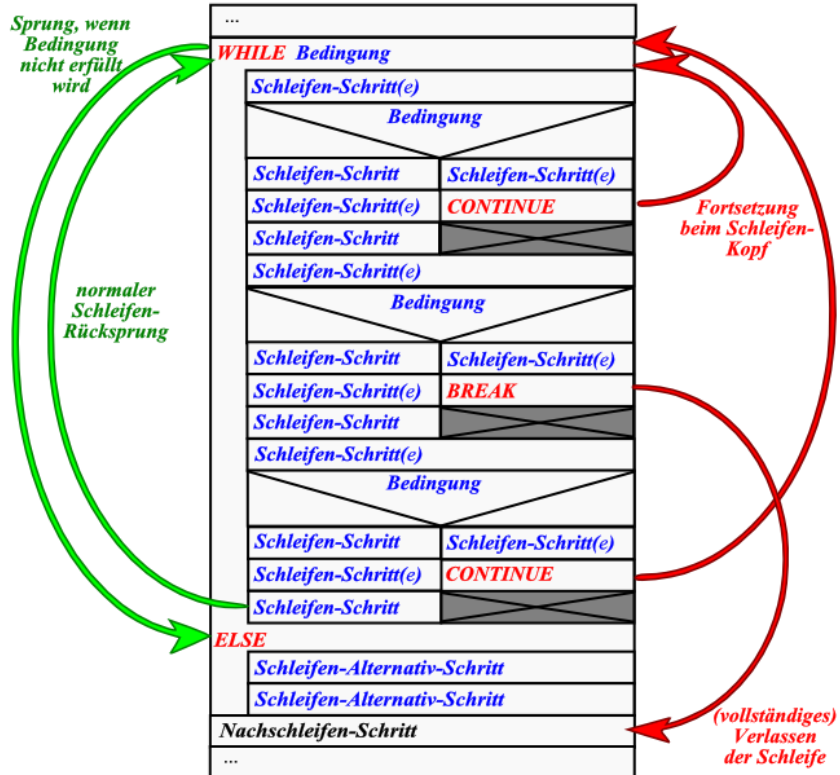 ...
Sprung, wenn
Bedingung
nicht erfüllt
wird
WHILE Bedingung
Schleifen-Schritt(e)
Bedingung
Schleifen-Schritt Schleifen-Schritt(e)
Schleifen-Schritt(e) CONTINUE
Fortsetzung
beim Schleifen-
Kopf
Schleifen-Schritt
Schleifen-Schritt(e)
normaler
Schleifen-
Rücksprung
Bedingung
Schleifen-Schritt Schleifen-Schritt(e)
Schleifen-Schritt(e) BREAK
Schleifen-Schritt
Schleifen-Schritt(e)
Bedingung
Schleifen-Schritt Schleifen-Schritt(e)
Schleifen-Schritt(e) CONTINUE
Schleifen-Schritt
ELSE
Schleifen-Alternativ-Schritt
Schleifen-Alternativ-Schritt
Nachschleifen-Schritt
(vollständiges)
Verlassen
der Schleife
...